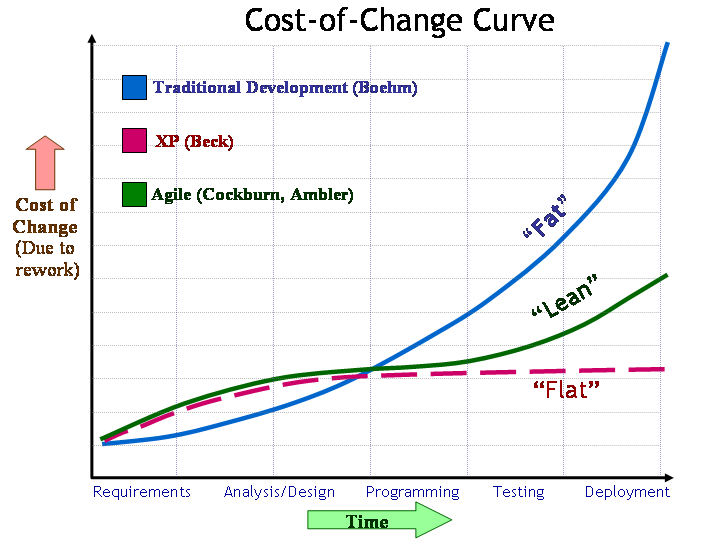 Cost-of-Change Curve
Traditional Development (Boehm)
XP (Beck)
Agile (Cockburn, Ambler)
Cost of
Change
(Due to
rework)
“Fat”
“Lean”
“Flat”
Requirements
Analysis/Design
Programming
Testing
Deployment
Time